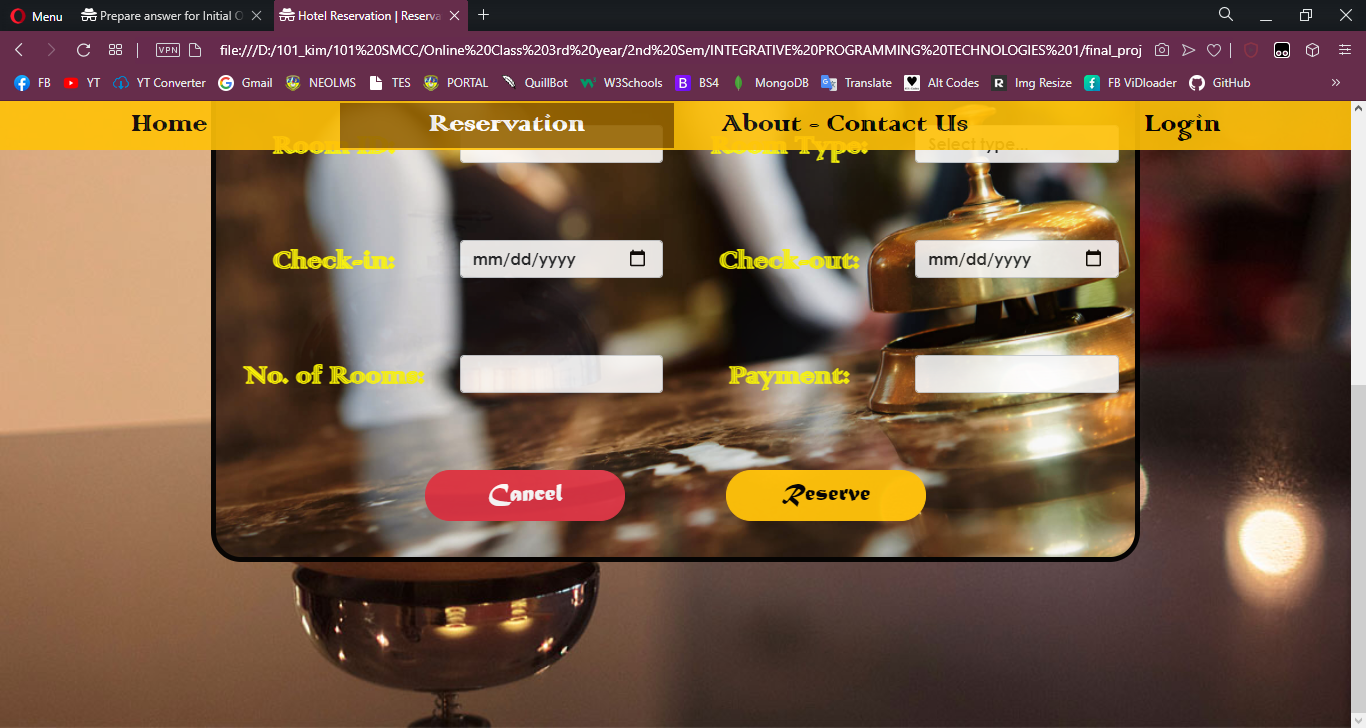 Menu
Prepare answer for Initial
Hotel Reservation | Reserva
VPN
file:///D:/101_kim/101%20SMCC/Online%20Class%203rd%20year/2nd%20Sem/INTEGRATIVE%20PROGRAMMING%20TECHNOLOGIES%201/final_proj
FB YT YT Converter Gmail NEOLMS TES PORTAL QuillBot W3Schools B BS4 MongoDB Translate Alt Codes R Img Resize FB ViDloader GitHub
Home Reservation About - Contact Us Login
Room ID: Room Type: Select type...
Check-in: mm/dd/yyyy Check-out: mm/dd/yyyy
No. of Rooms: Payment:
Cancel Reserve